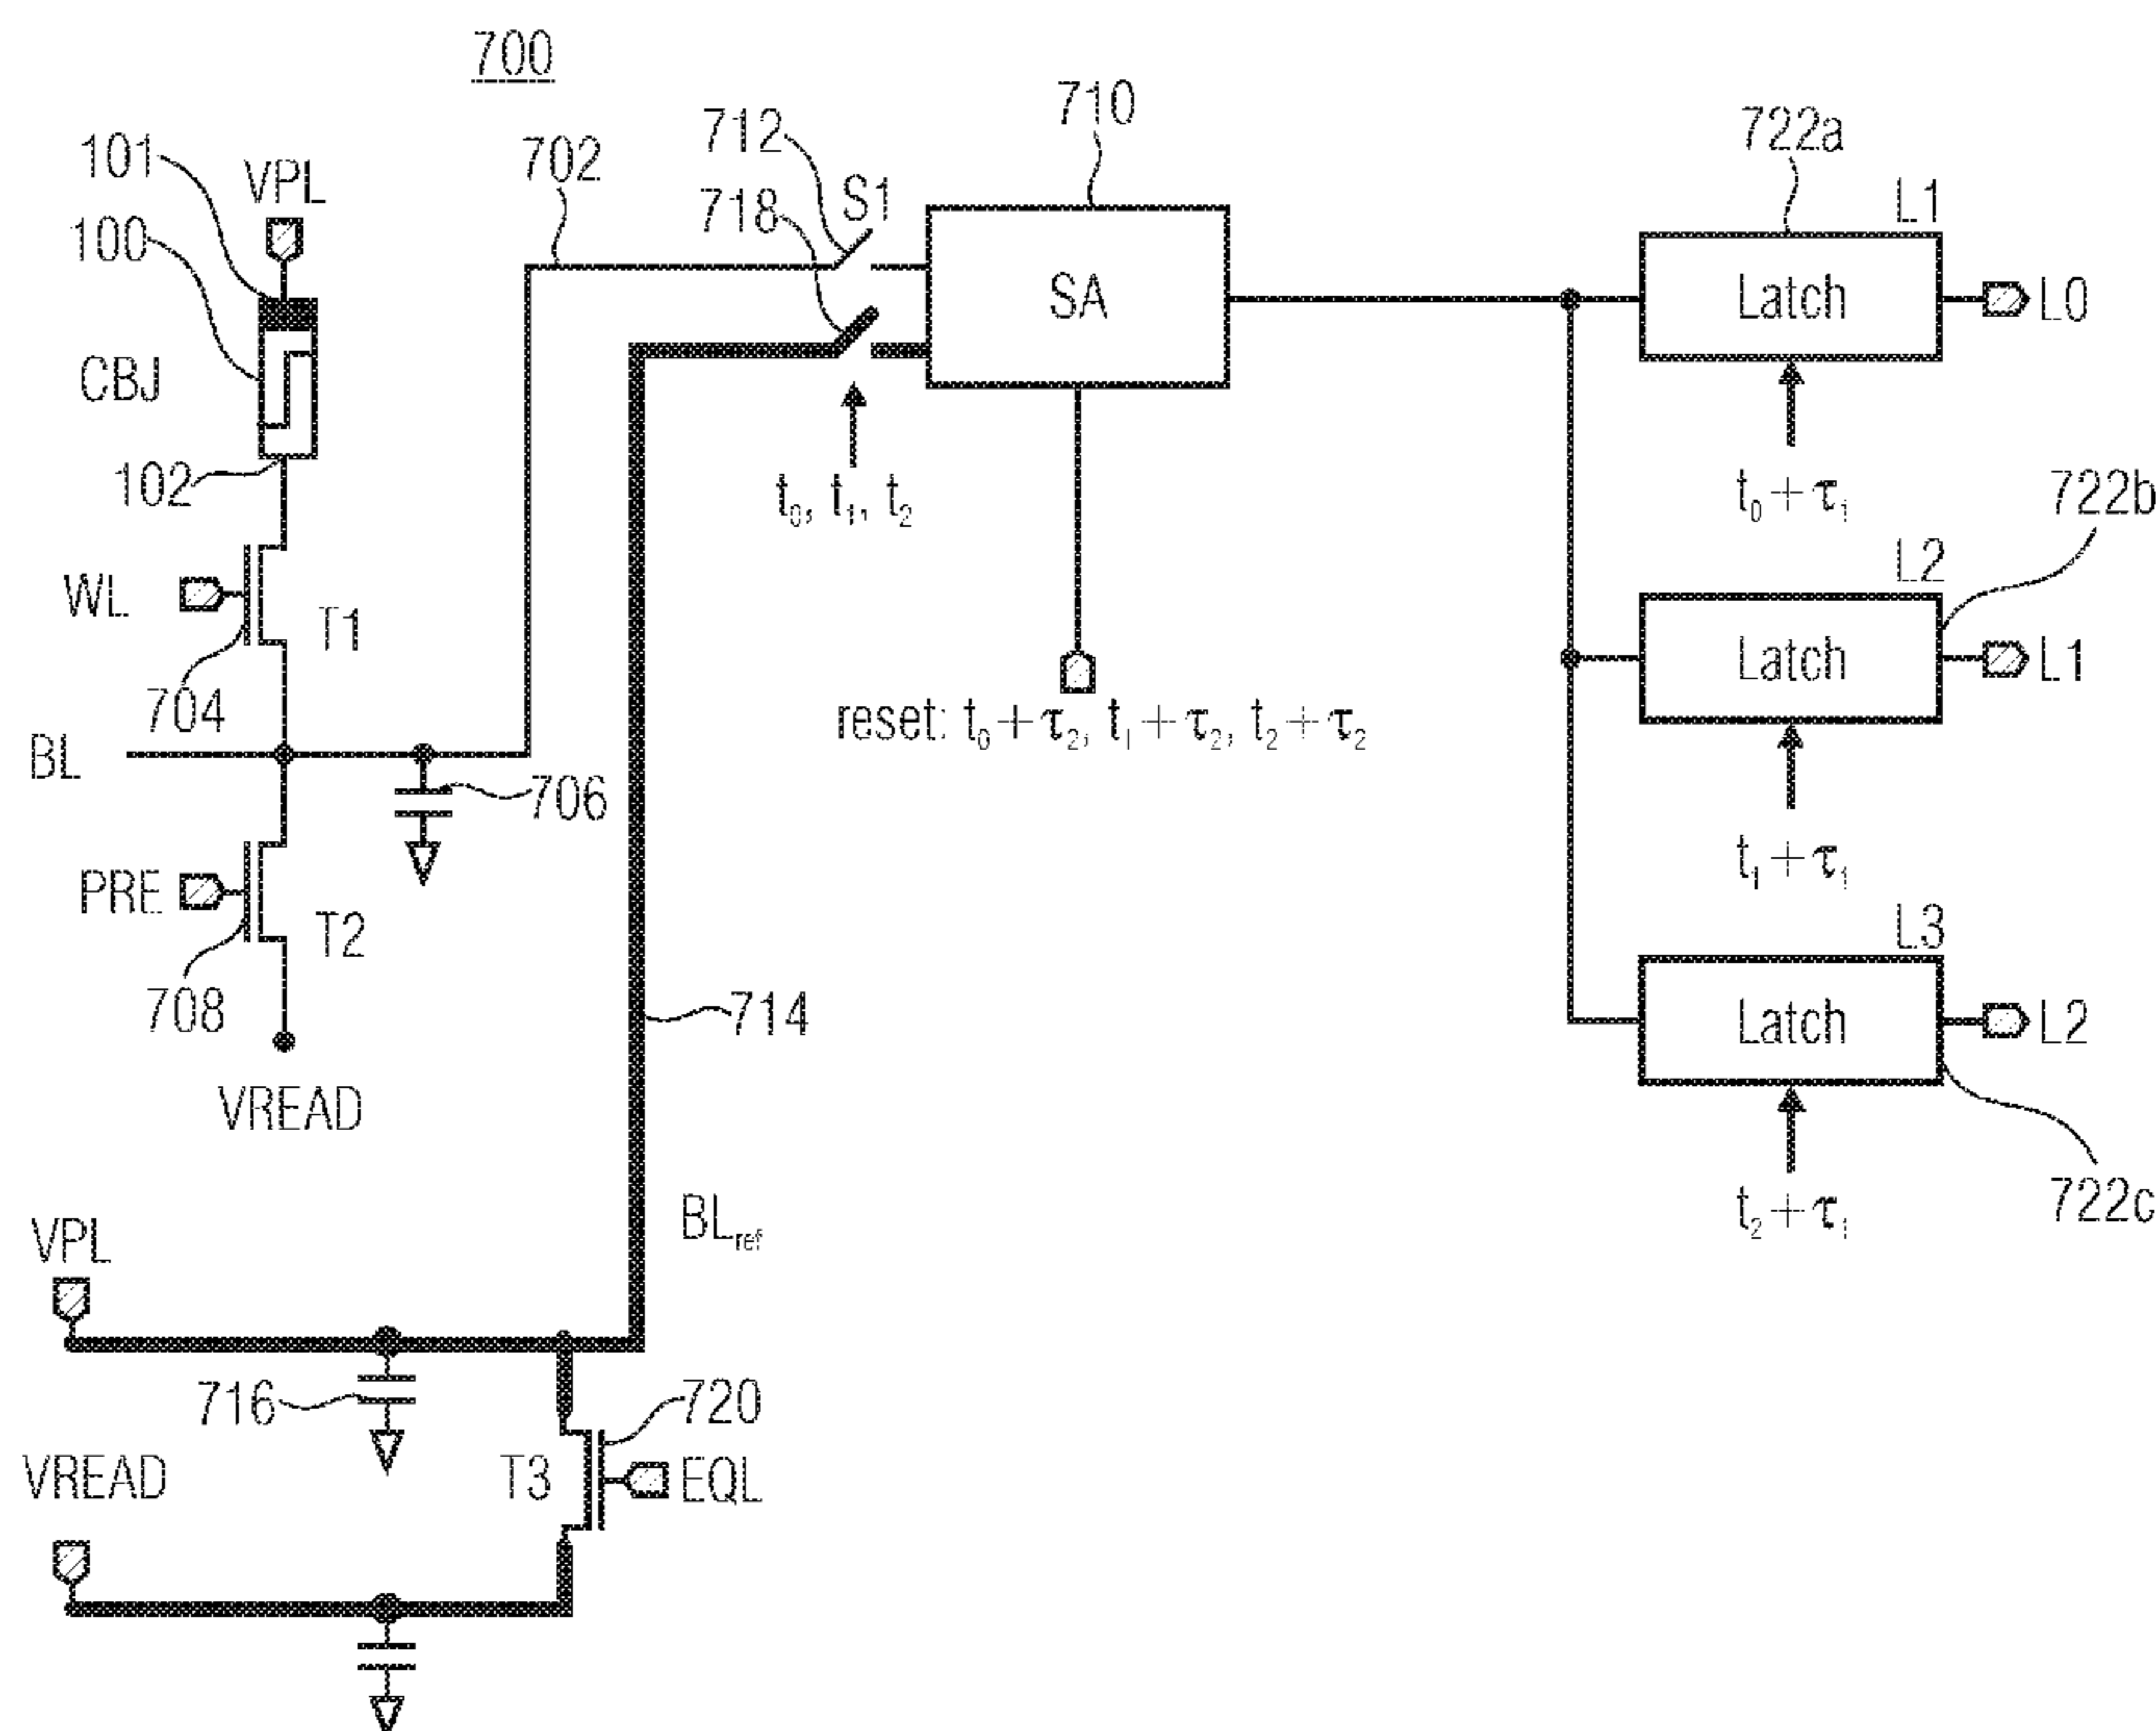 700
101
VPL
100
CBJ
102
WL
T1
704
BL
706
PRE
T2
708
VREAD
702
712
718
S1
710
SA
t₀, t₁, t₂
reset: t₀+τ₂, t₁+τ₂, t₂+τ₂
714
BL_ref
722a
L1
Latch
L0
t₀+τ₁
722b
L2
Latch
L1
t₁+τ₁
L3
Latch
L2
722c
t₂+τ₁
VPL
716
720
VREAD
T3
EQL